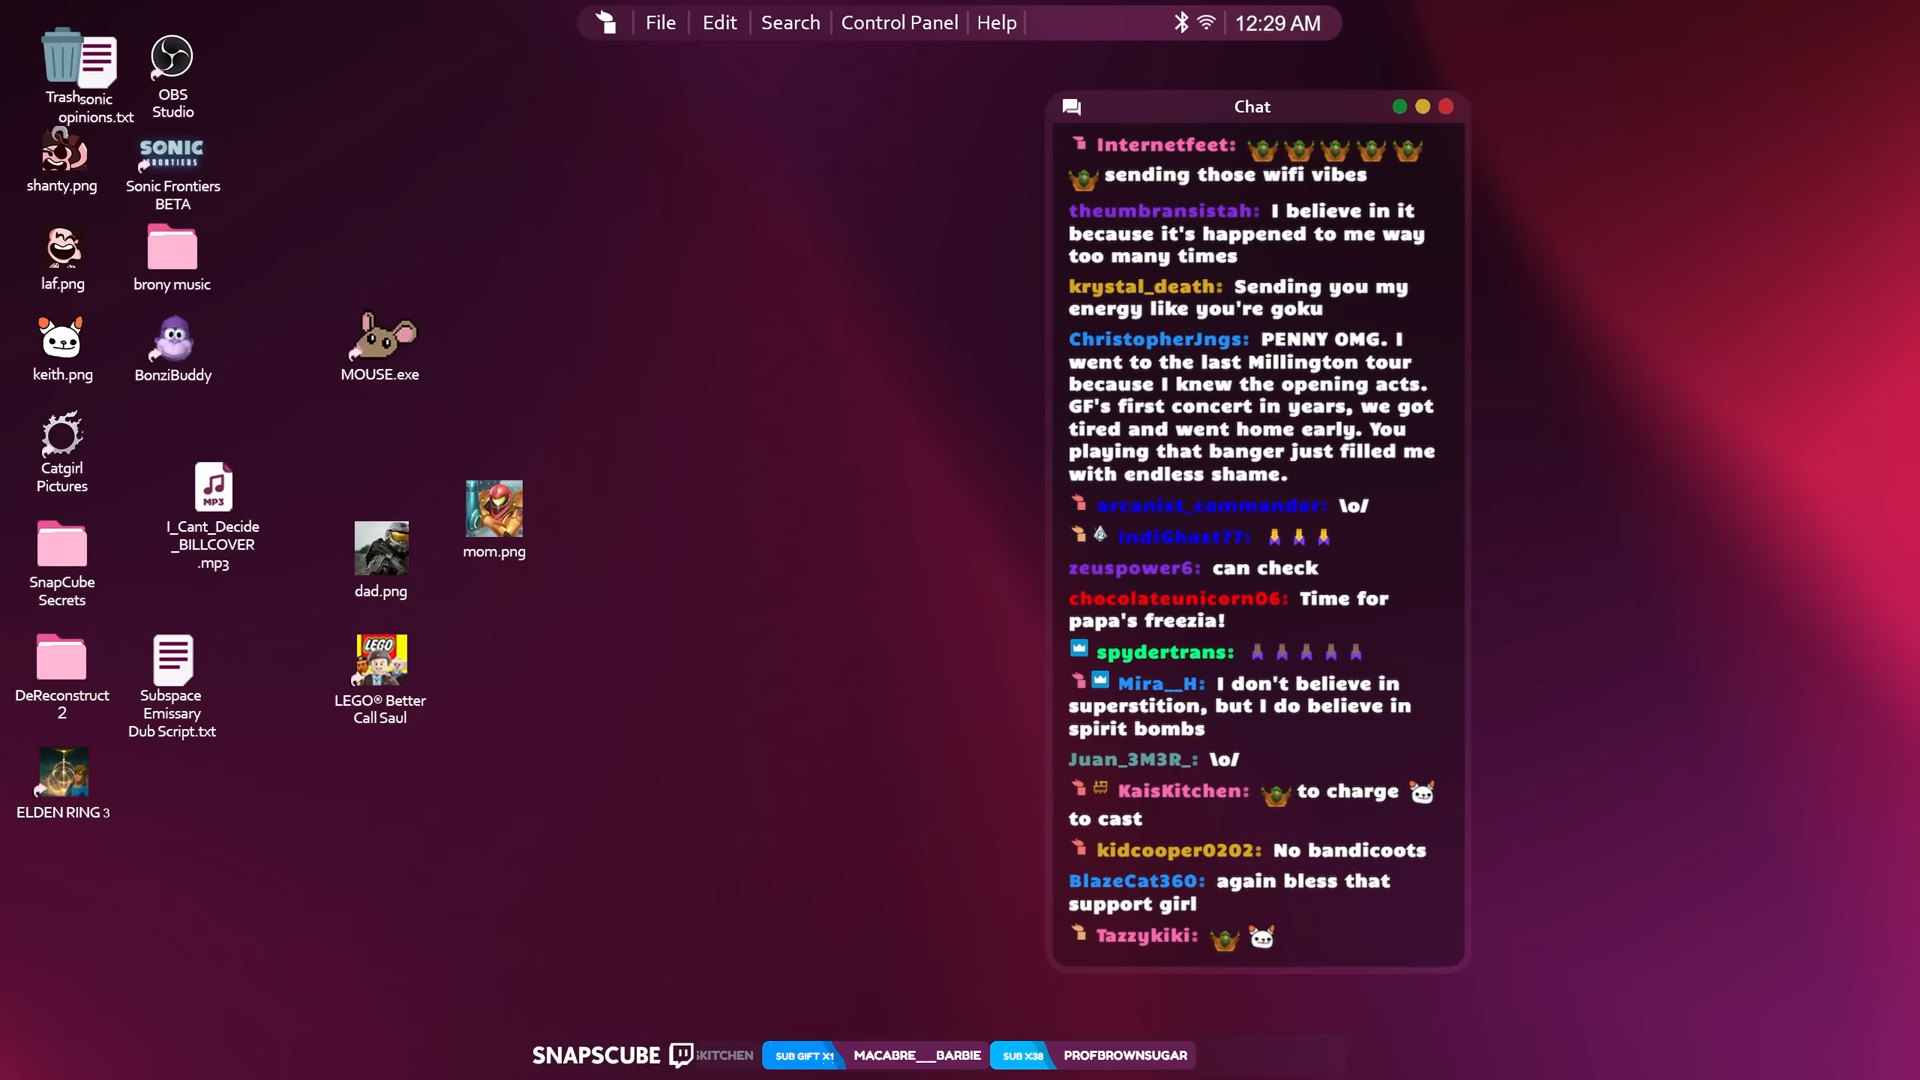 File Edit Search Control Panel Help 12:29 AM
Trash
sonic
opinions.txt
OBS
Studio
shanty.png
SONIC
FRONTIERS
Sonic Frontiers
BETA
laf.png
brony music
keith.png
BonziBuddy
MOUSE.exe
Catgirl
Pictures
MP3
I_Cant_Decide
_BILLCOVER
.mp3
mom.png
dad.png
SnapCube
Secrets
DeReconstruct
2
Subspace
Emissary
Dub Script.txt
LEGO
LEGO® Better
Call Saul
ELDEN RING 3
Chat
Internetfeet:
sending those wifi vibes
theumbransistah: I believe in it
because it's happened to me way
too many times
krystal_death: Sending you my
energy like you're goku
ChristopherJngs: PENNY OMG. I
went to the last Millington tour
because I knew the opening acts.
GF's first concert in years, we got
tired and went home early. You
playing that banger just filled me
with endless shame.
arcanist_commander: \o/
IndiGhost77:
zeuspower6: can check
chocolateunicorn06: Time for
papa's freezia!
spydertrans:
Mira__H: I don't believe in
superstition, but I do believe in
spirit bombs
Juan_3M3R_: \o/
KaisKitchen: to charge
to cast
kidcooper0202: No bandicoots
BlazeCat360: again bless that
support girl
Tazzykiki:
SNAPSCUBE SKITCHEN SUB GIFT X1 MACABRE__BARBIE SUB X38 PROFBROWNSUGAR